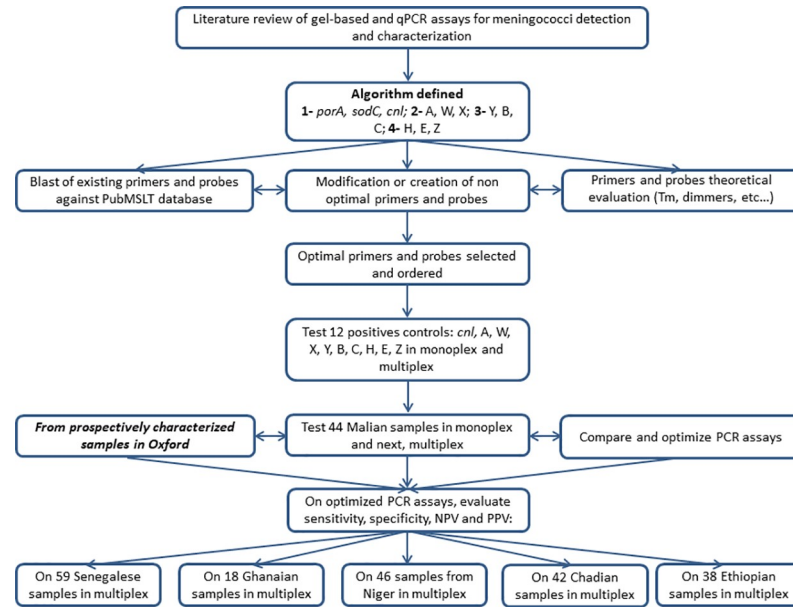 Literature review of gel-based and qPCR assays for meningococci detection
and characterization
Algorithm defined
1- porA, sodC, cnl; 2- A, W, X; 3- Y, B,
C; 4- H, E, Z
Blast of existing primers and probes
against PubMSLT database
Modification or creation of non
optimal primers and probes
Primers and probes theoretical
evaluation (Tm, dimmers, etc...)
Optimal primers and probes selected
and ordered
Test 12 positives controls: cnl, A, W,
X, Y, B, C, H, E, Z in monoplex and
multiplex
From prospectively characterized
samples in Oxford
Test 44 Malian samples in monoplex
and next, multiplex
Compare and optimize PCR assays
On optimized PCR assays, evaluate
sensitivity, specificity, NPV and PPV:
On 59 Senegalese
samples in multiplex
On 18 Ghanaian
samples in multiplex
On 46 samples from
Niger in multiplex
On 42 Chadian
samples in multiplex
On 38 Ethiopian
samples in multiplex